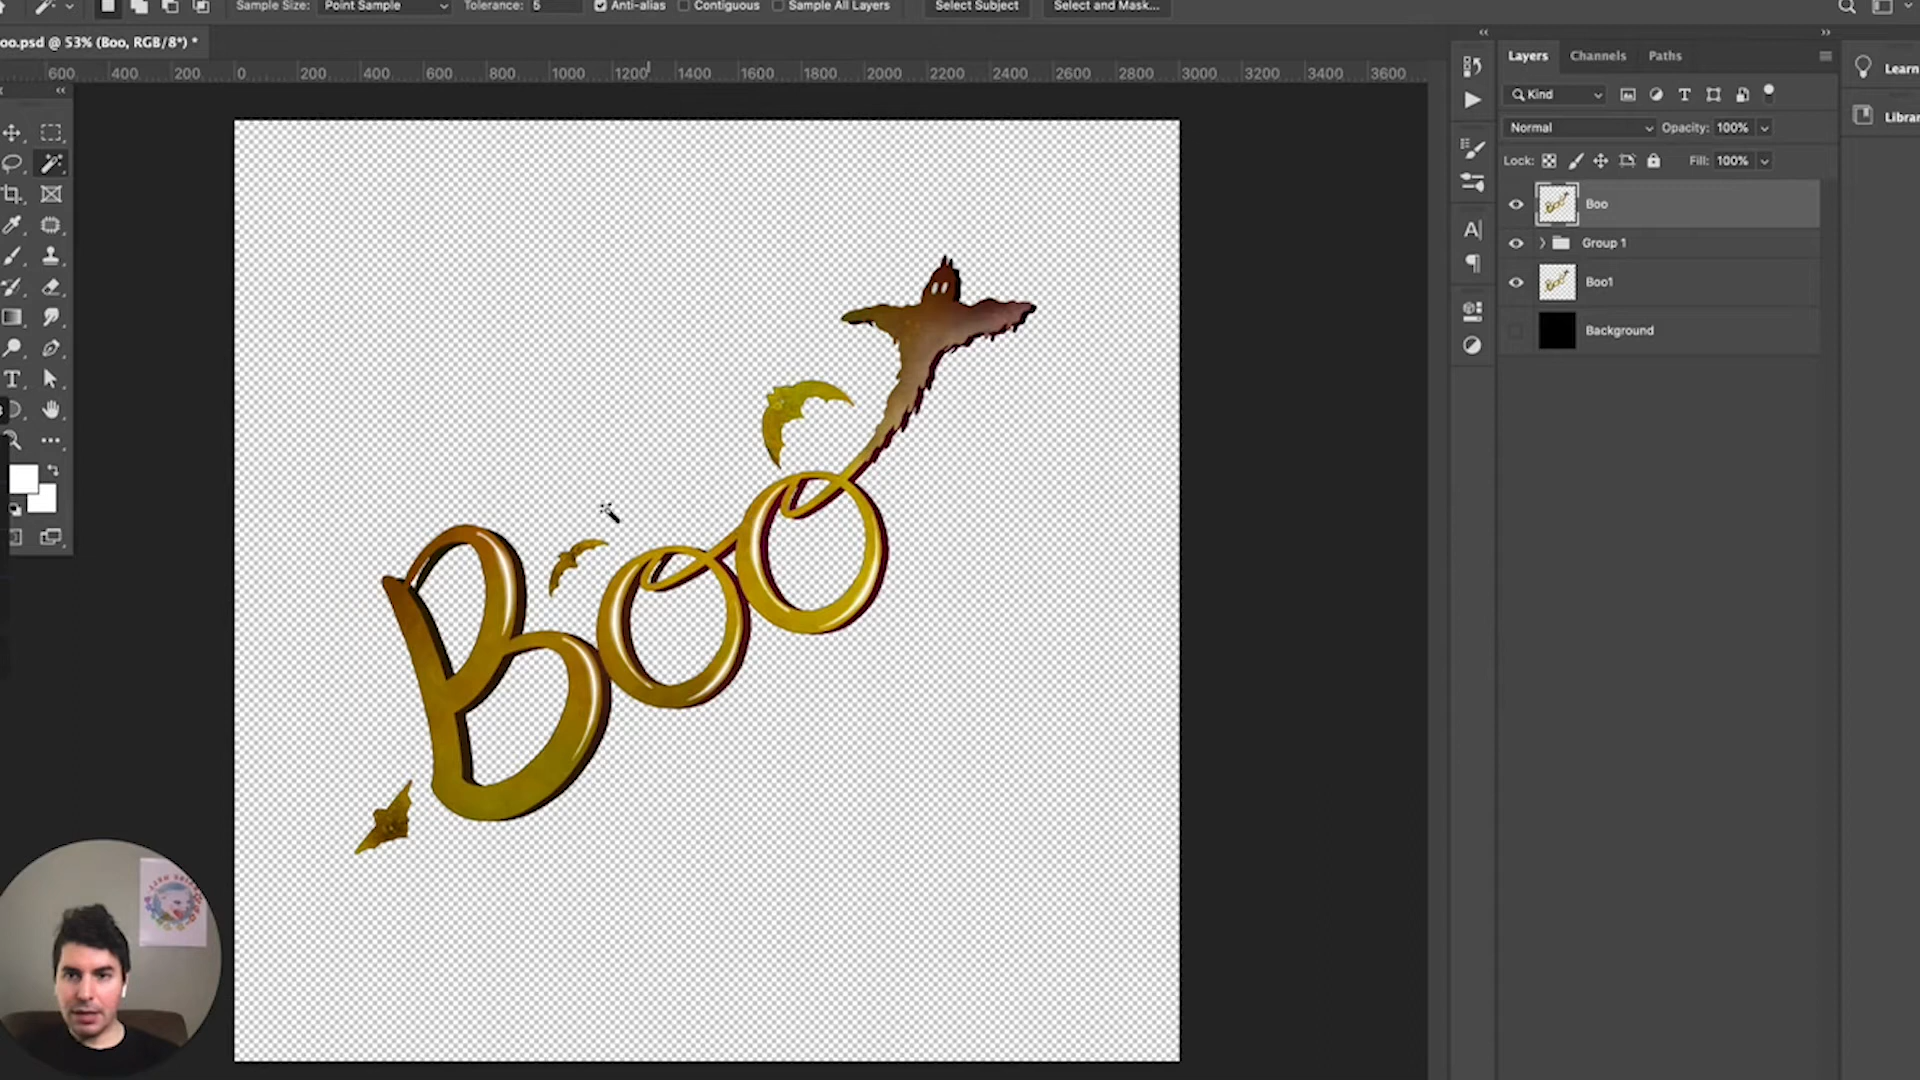 Sample Size: Point Sample Tolerance: 5 Anti-alias Contiguous Sample All Layers Select Subject Select and Mask...
oo.psd @ 53% (Boo, RGB/8*) *
600 400 200 0 200 400 600 800 1000 1200 1400 1600 1800 2000 2200 2400 2600 2800 3000 3200 3400 3600
Layers Channels Paths
Learn
Kind
Librar
Normal Opacity: 100%
Lock: Fill: 100%
Boo
Group 1
Boo1
Background
Boo